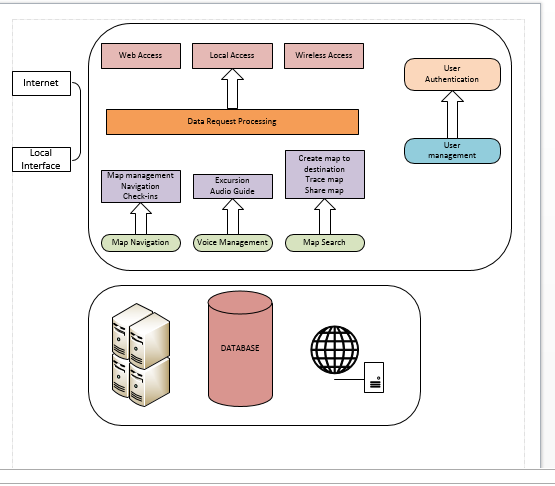 Web Access
Local Access
Wireless Access
User
Authentication
Internet
Data Request Processing
User
management
Local
Interface
Map management
Navigation
Check-ins
Excursion
Audio Guide
Create map to
destination
Trace map
Share map
Map Navigation
Voice Management
Map Search
DATABASE